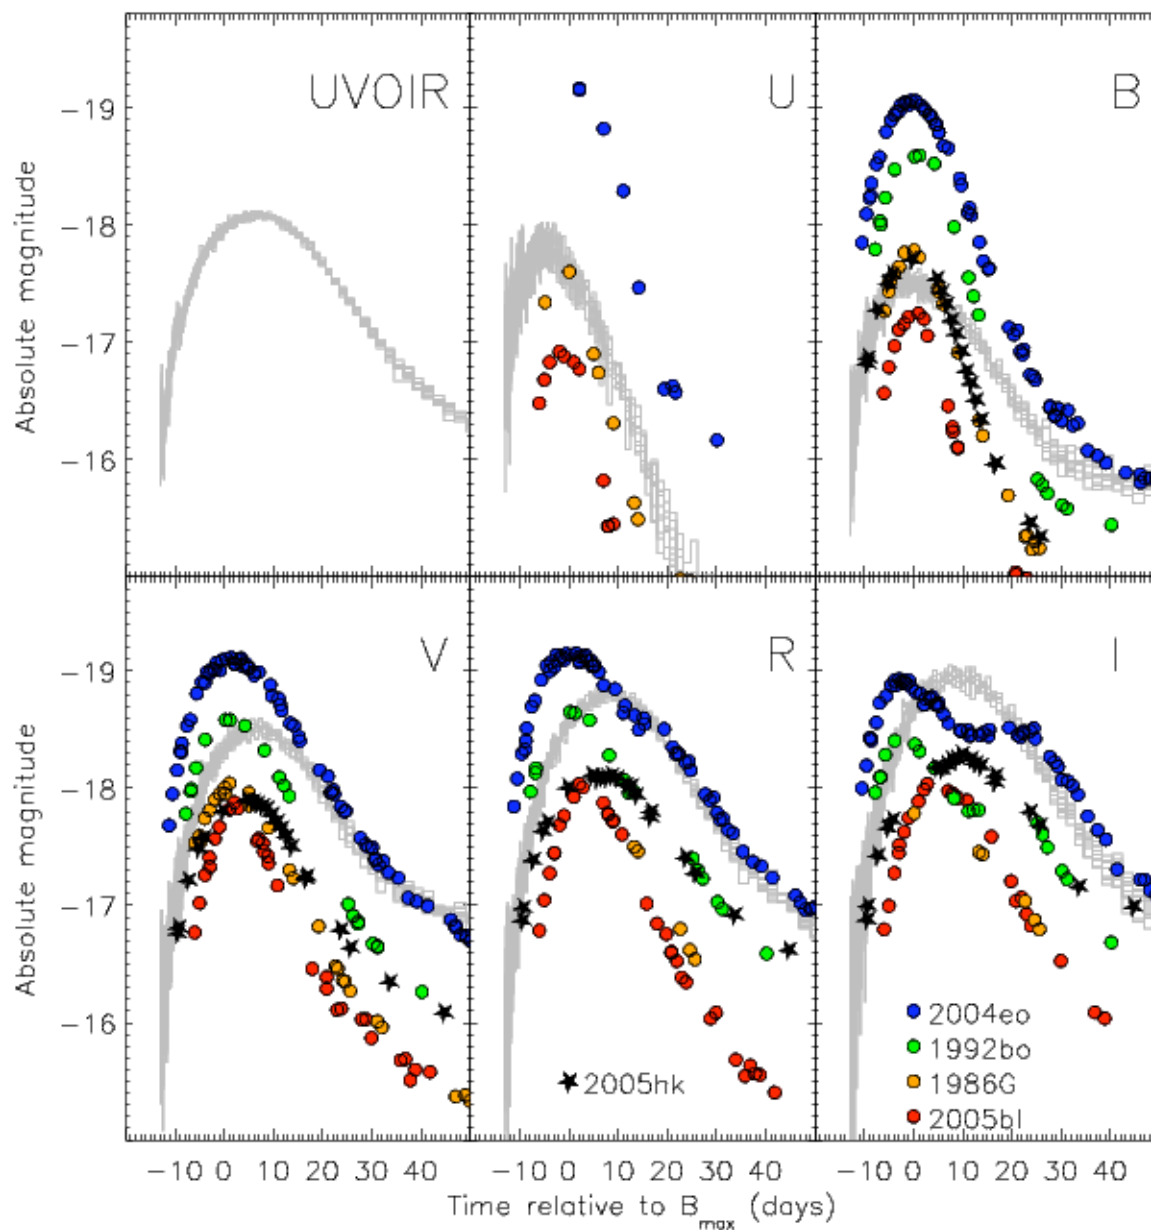 UVOIR
U
B
-19
-18
-17
-16
Absolute magnitude
V
R
I
-19
-18
-17
-16
Absolute magnitude
2004eo
1992bo
1986G
2005bl
2005hk
-10 0 10 20 30 40
-10 0 10 20 30 40
-10 0 10 20 30 40
Time relative to Bmax (days)